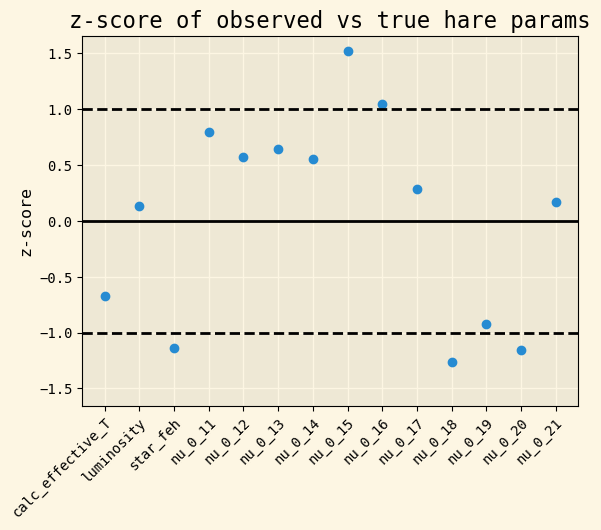 z-score of observed vs true hare params
z-score
1.5
1.0
0.5
0.0
−0.5
−1.0
−1.5
calc_effective_T
luminosity
star_feh
nu_0_11
nu_0_12
nu_0_13
nu_0_14
nu_0_15
nu_0_16
nu_0_17
nu_0_18
nu_0_19
nu_0_20
nu_0_21